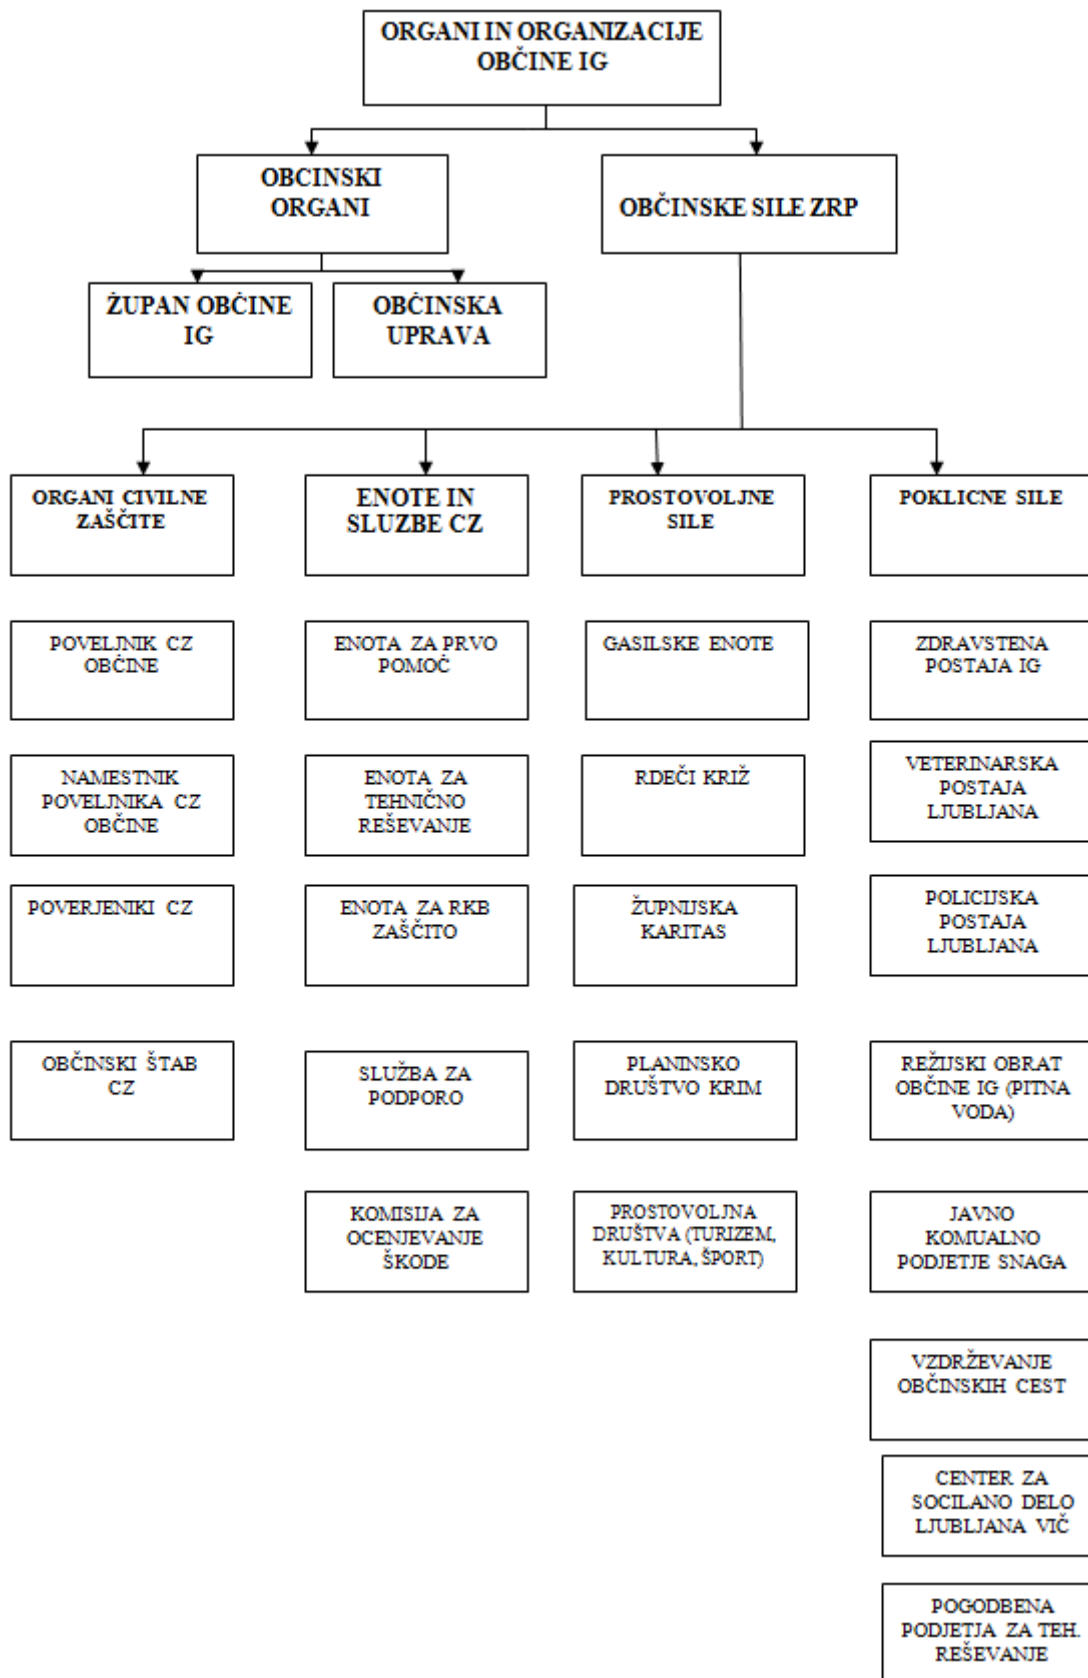 ORGANI IN ORGANIZACIJE
OBČINE IG
OBCINSKI
ORGANI
OBČINSKE SILE ZRP
ŽUPAN OBČINE
IG
OBČINSKA
UPRAVA
ORGANI CIVILNE
ZAŠČITE
POVELJNIK CZ
OBČINE
NAMESTNIK
POVELJNIKA CZ
OBČINE
POVERJENIKI CZ
OBČINSKI ŠTAB
CZ
ENOTE IN
SLUZBE CZ
ENOTA ZA PRVO
POMOČ
ENOTA ZA
TEHNIČNO
REŠEVANJE
ENOTA ZA RKB
ZAŠČITO
SLUŽBA ZA
PODPORO
KOMISIJA ZA
OCENJEVANJE
ŠKODE
PROSTOVOLJNE
SILE
GASILSKE ENOTE
RDEČI KRIŽ
ŽUPNIJSKA
KARITAS
PLANINSKO
DRUŠTVO KRIM
PROSTOVOLJNA
DRUŠTVA (TURIZEM,
KULTURA, ŠPORT)
POKLICNE SILE
ZDRAVSTENA
POSTAJA IG
VETERINARSKA
POSTAJA
LJUBLJANA
POLICIJSKA
POSTAJA
LJUBLJANA
REŽIJSKI OBRAT
OBČINE IG (PITNA
VODA)
JAVNO
KOMUALNO
PODJETJE SNAGA
VZDRŽEVANJE
OBČINSKIH CEST
CENTER ZA
SOCILANO DELO
LJUBLJANA VIČ
POGODBENA
PODJETJA ZA TEH.
REŠEVANJE